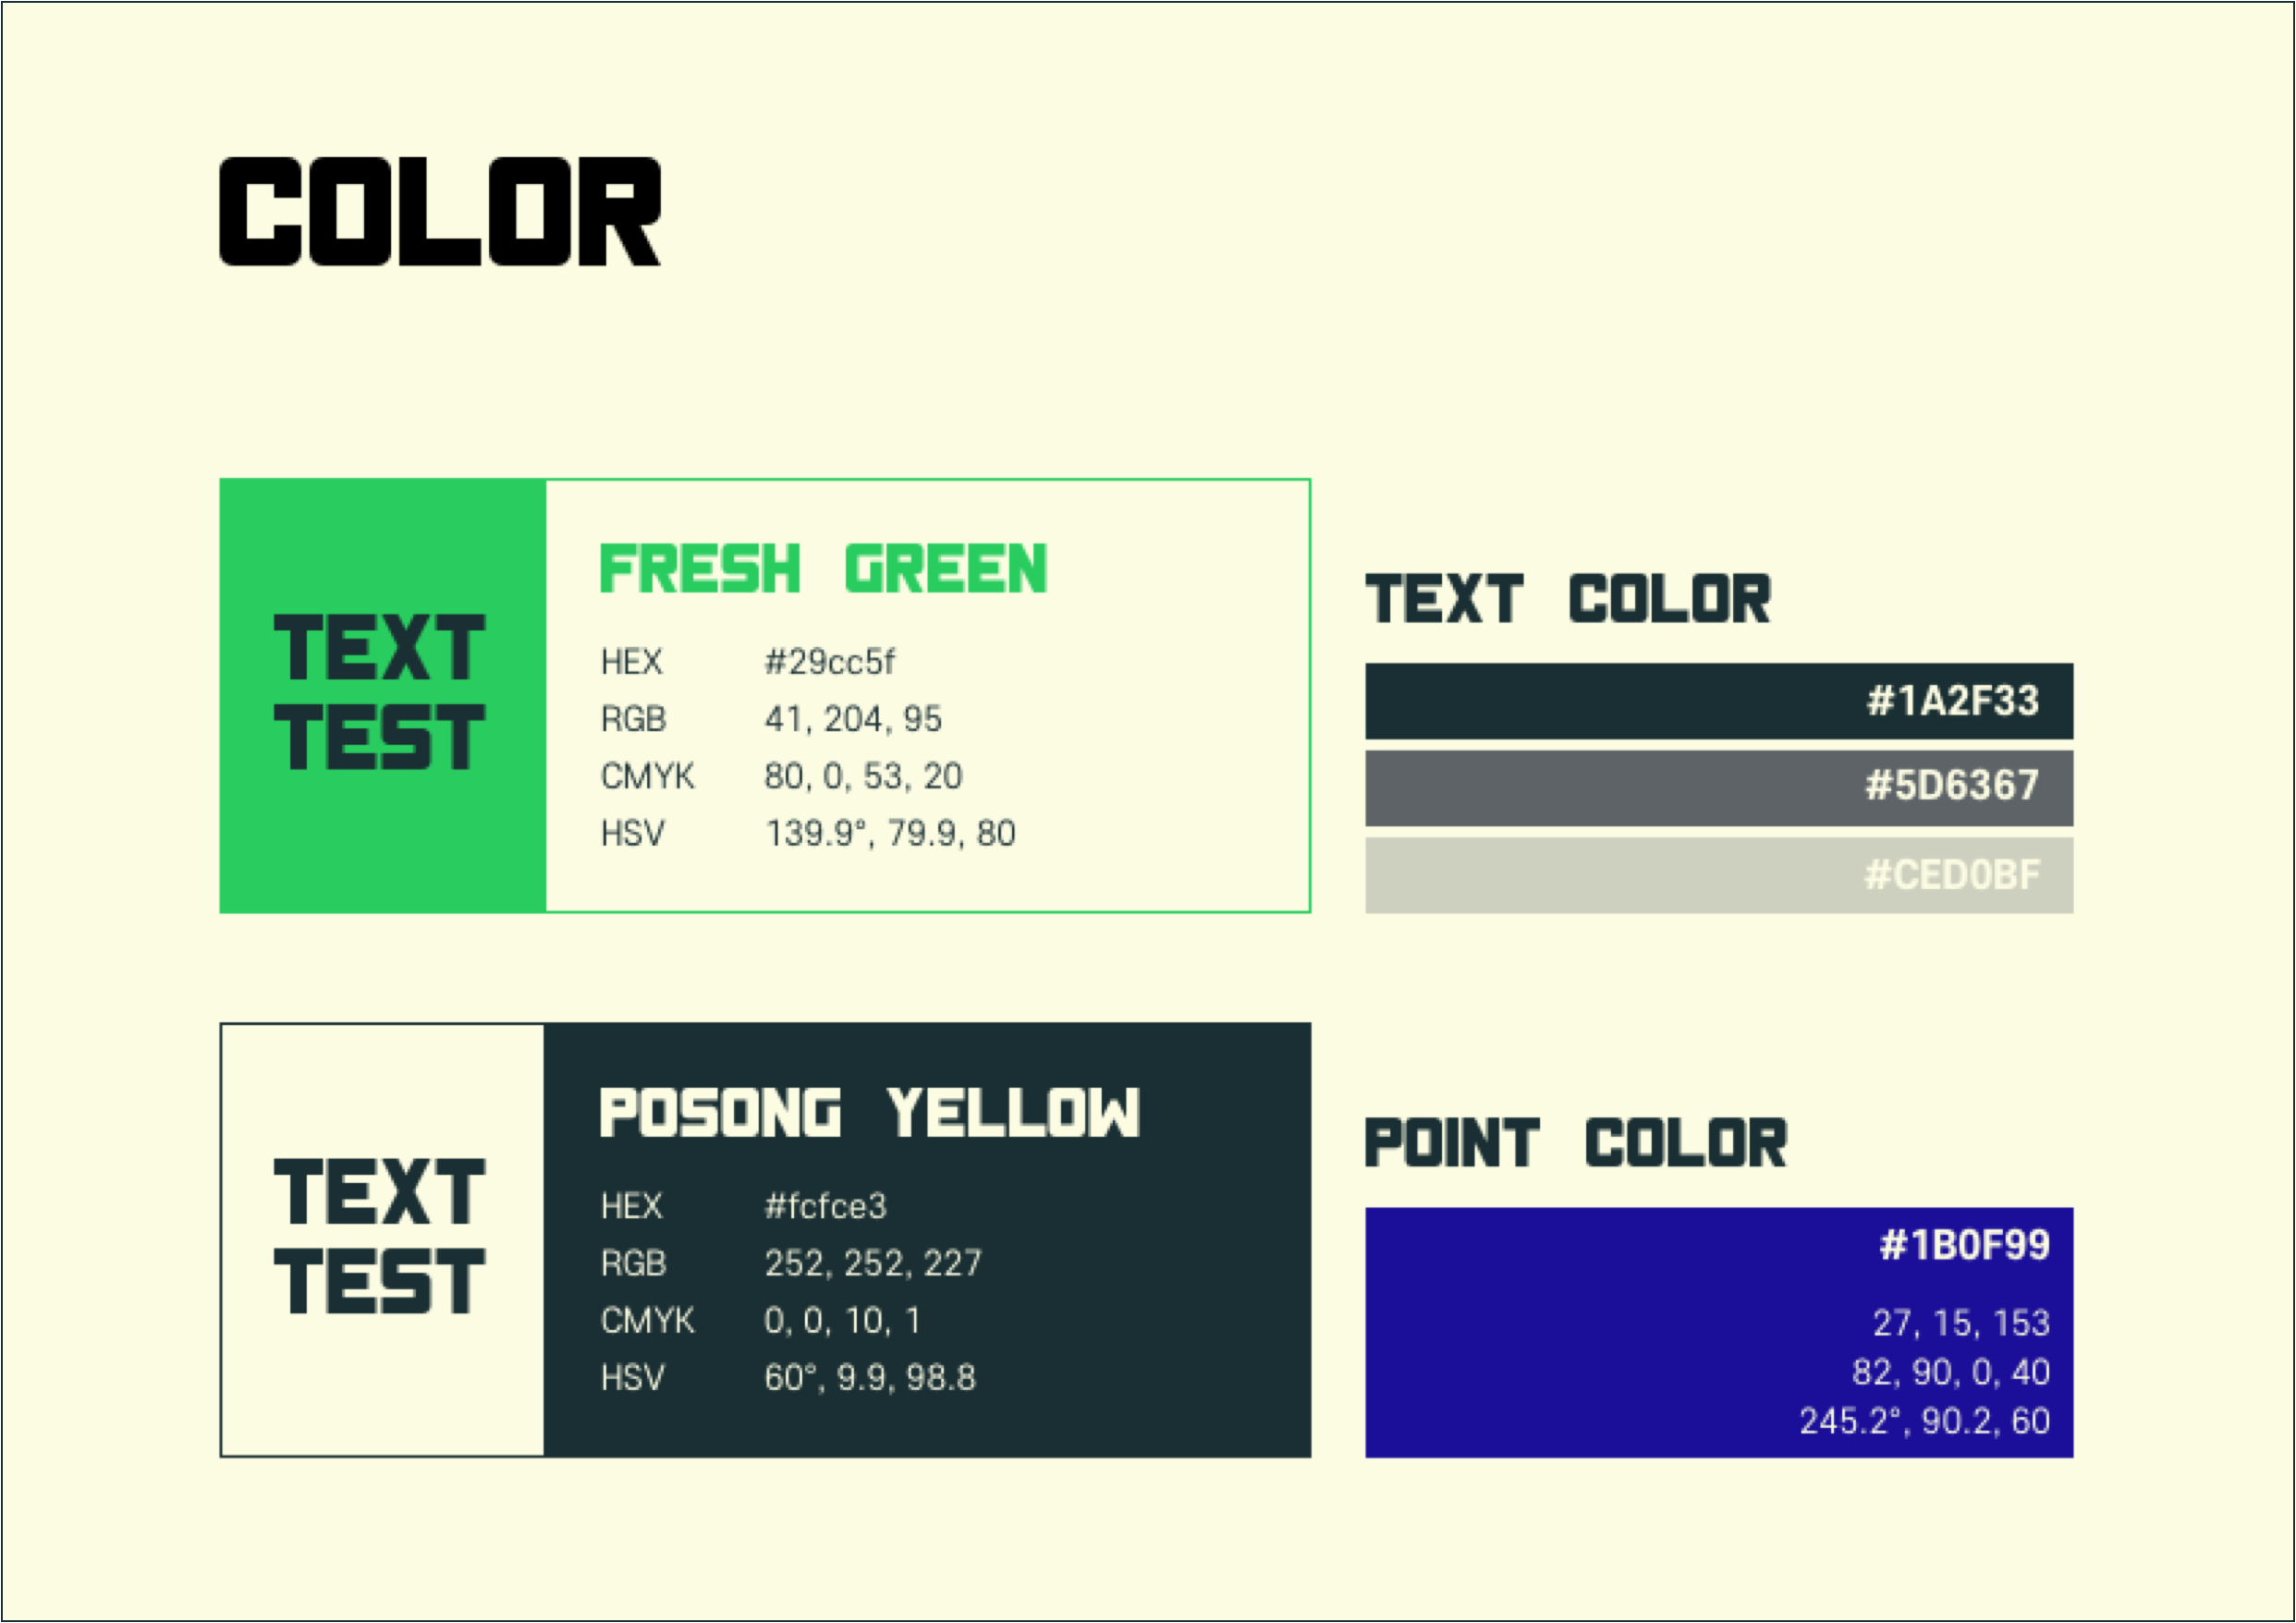 COLOR
TEXT
TEST
FRESH GREEN
HEX #29cc5f
RGB 41, 204, 95
CMYK 80, 0, 53, 20
HSV 139.9°, 79.9, 80
TEXT COLOR
#1A2F33
#5D6367
#CED0BF
TEXT
TEST
POSONG YELLOW
HEX #fcfce3
RGB 252, 252, 227
CMYK 0, 0, 10, 1
HSV 60°, 9.9, 98.8
POINT COLOR
#1B0F99
27, 15, 153
82, 90, 0, 40
245.2°, 90.2, 60